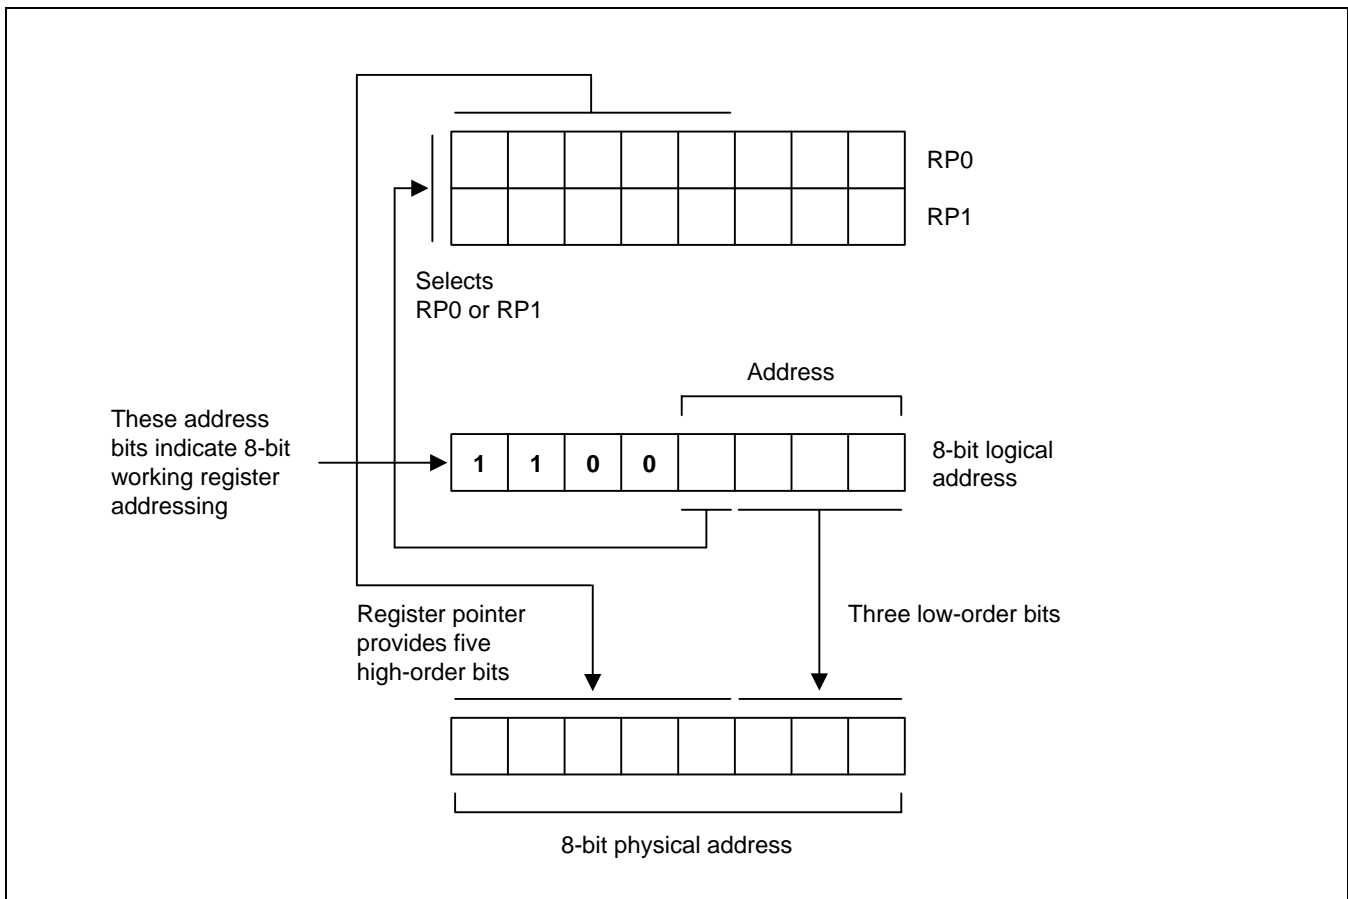 RP0
RP1
Selects
RP0 or RP1
Address
These address
bits indicate 8-bit
working register
addressing
1 1 0 0
8-bit logical
address
Register pointer
provides five
high-order bits
Three low-order bits
8-bit physical address